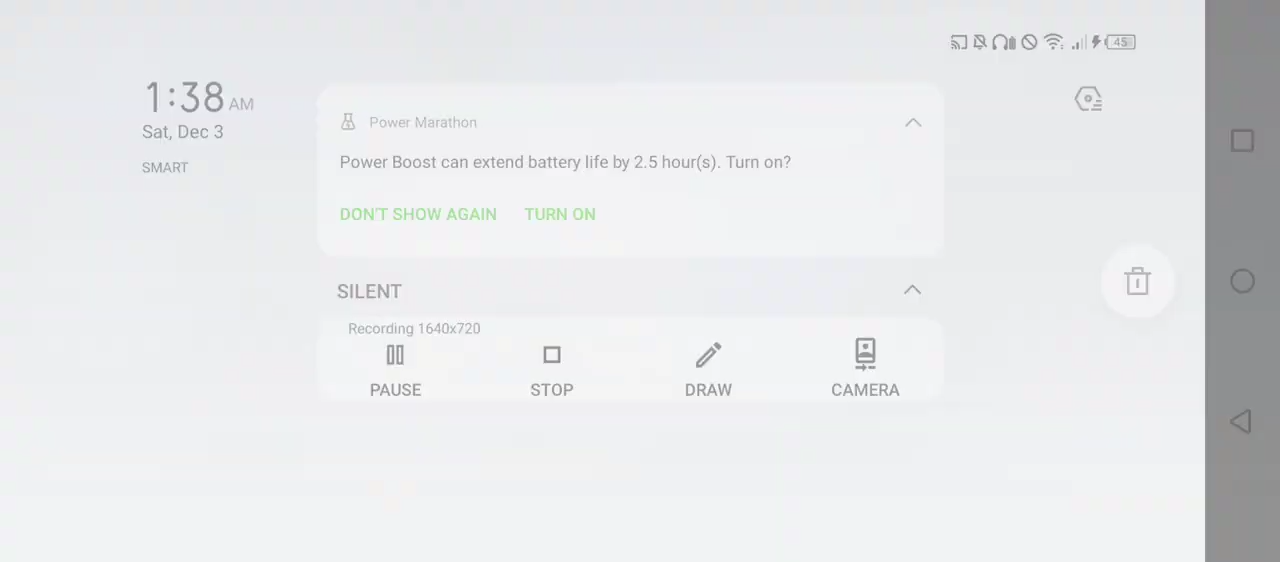 45
1:38 AM
Sat, Dec 3
SMART
Power Marathon
Power Boost can extend battery life by 2.5 hour(s). Turn on?
DON'T SHOW AGAIN TURN ON
SILENT
Recording 1640x720
PAUSE STOP DRAW CAMERA